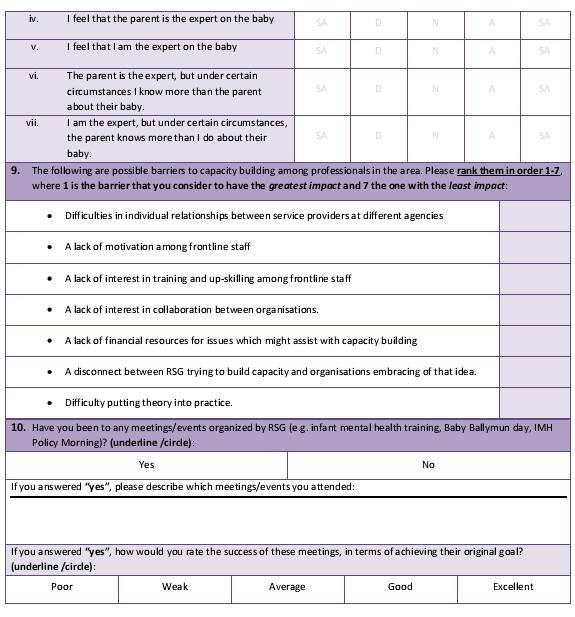 iv. I feel that the parent is the expert on the baby SA D N A SA
v. I feel that I am the expert on the baby SA D N A SA
vi. The parent is the expert, but under certain
circumstances I know more than the parent
about their baby. SA D N A SA
vii. I am the expert, but under certain circumstances,
the parent knows more than I do about their
baby. SA D N A SA
9. The following are possible barriers to capacity building among professionals in the area. Please rank them in order 1-7,
where 1 is the barrier that you consider to have the greatest impact and 7 the one with the least impact:
• Difficulties in individual relationships between service providers at different agencies
• A lack of motivation among frontline staff
• A lack of interest in training and up-skilling among frontline staff
• A lack of interest in collaboration between organisations.
• A lack of financial resources for issues which might assist with capacity building
• A disconnect between RSG trying to build capacity and organisations embracing of that idea.
• Difficulty putting theory into practice.
10. Have you been to any meetings/events organized by RSG (e.g. infant mental health training, Baby Ballymun day, IMH
Policy Morning)? (underline /circle):
Yes No
If you answered "yes", please describe which meetings/events you attended:
If you answered "yes", how would you rate the success of these meetings, in terms of achieving their original goal?
(underline /circle):
Poor Weak Average Good Excellent